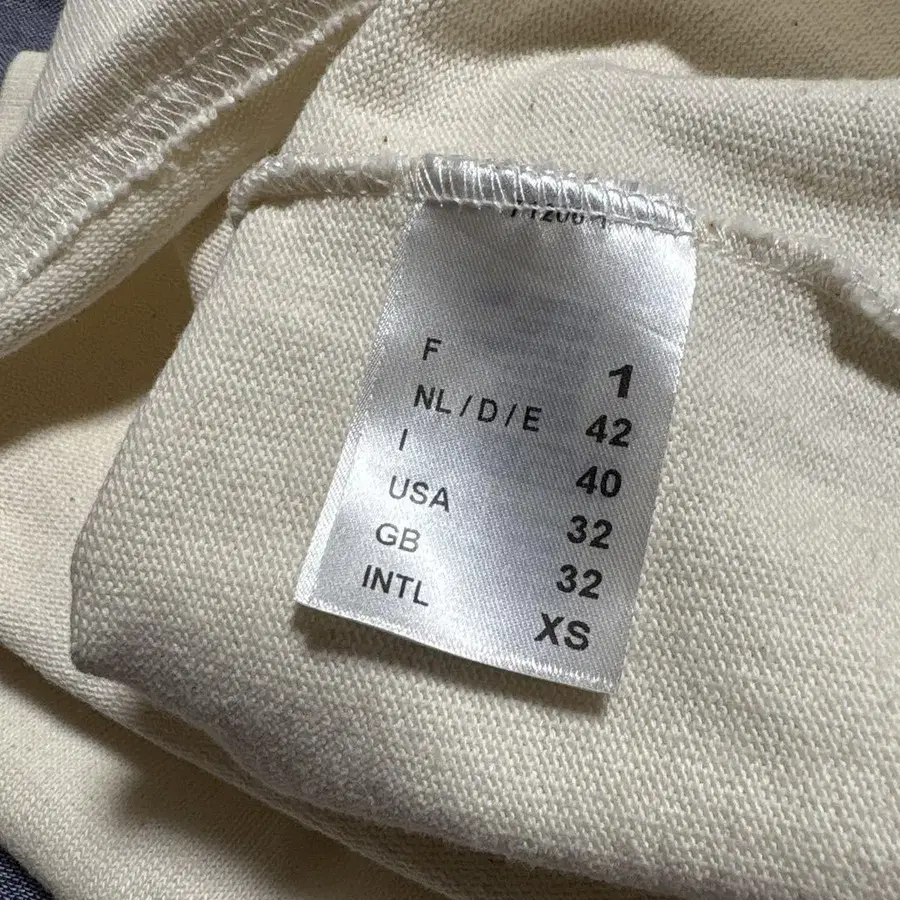 F 1
NL / D / E 42
I 40
USA 32
GB 32
INTL XS